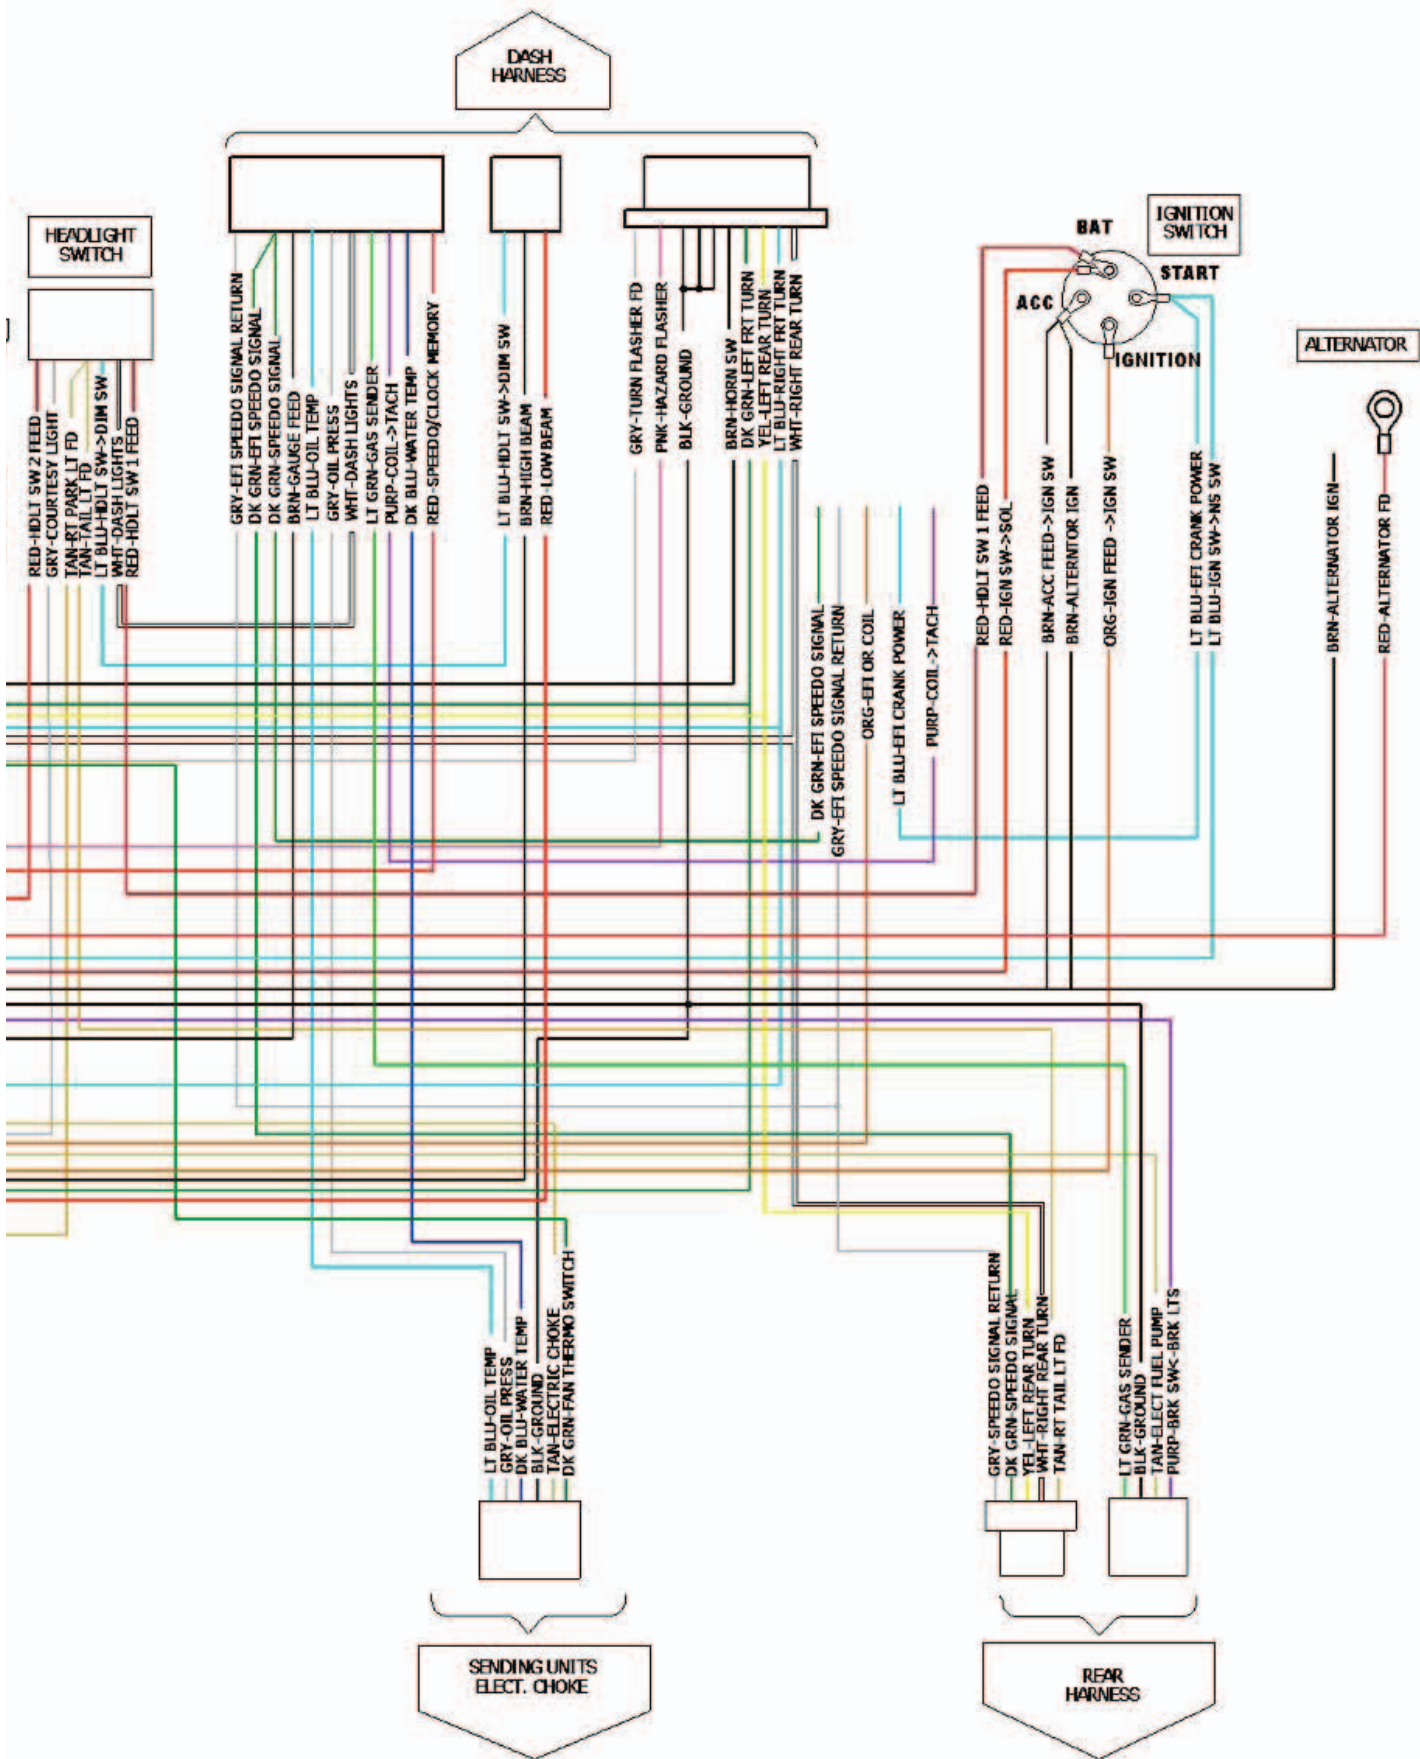 DASH
HARNESS
HEADLIGHT
SWITCH
IGNITION
SWITCH
BAT
START
ACC
IGNITION
ALTERNATOR
RED-HDLT SW 2 FEED
GRY-COURTESY LIGHT
TAN-RT PARK LT FD
TAN-TAIL LT FD
LT BLU-HDLT SW->DIM SW
WHT-DASH LIGHTS
RED-HDLT SW 1 FEED
GRY-EFI SPEEDO SIGNAL RETURN
DK GRN-EFI SPEEDO SIGNAL
DK GRN-SPEEDO SIGNAL
BRN-GAUGE FEED
LT BLU-OIL TEMP
GRY-OIL PRESS
WHT-DASH LIGHTS
LT GRN-GAS SENDER
PURP-COIL->TACH
DK BLU-WATER TEMP
RED-SPEEDO/CLOCK MEMORY
LT BLU-HDLT SW->DIM SW
BRN-HIGH BEAM
RED-LOW BEAM
GRY-TURN FLASHER FD
PNK-HAZARD FLASHER
BLK-GROUND
BRN-HORN SW
DK GRN-LEFT FRT TURN
YEL-LEFT REAR TURN
LT BLU-RIGHT FRT TURN
WHT-RIGHT REAR TURN
DK GRN-EFI SPEEDO SIGNAL
GRY-EFI SPEEDO SIGNAL RETURN
ORG-EFI OR COIL
LT BLU-EFI CRANK POWER
PURP-COIL->TACH
RED-HDLT SW 1 FEED
RED-IGN SW->SOL
BRN-ACC FEED->IGN SW
BRN-ALTERNTOR IGN
ORG-IGN FEED ->IGN SW
LT BLU-EFI CRANK POWER
LT BLU-IGN SW->NS SW
BRN-ALTERNATOR IGN
RED-ALTERNATOR FD
LT BLU-OIL TEMP
GRY-OIL PRESS
DK BLU-WATER TEMP
BLK-GROUND
TAN-ELECTRIC CHOKE
DK GRN-FAN THERMO SWITCH
GRY-SPEEDO SIGNAL RETURN
DK GRN-SPEEDO SIGNAL
YEL-LEFT REAR TURN
WHT-RIGHT REAR TURN
TAN-RT TAIL LT FD
LT GRN-GAS SENDER
BLK-GROUND
TAN-ELECT FUEL PUMP
PURP-BRK SW<-BRK LTS
SENDING UNITS
ELECT. CHOKE
REAR
HARNESS